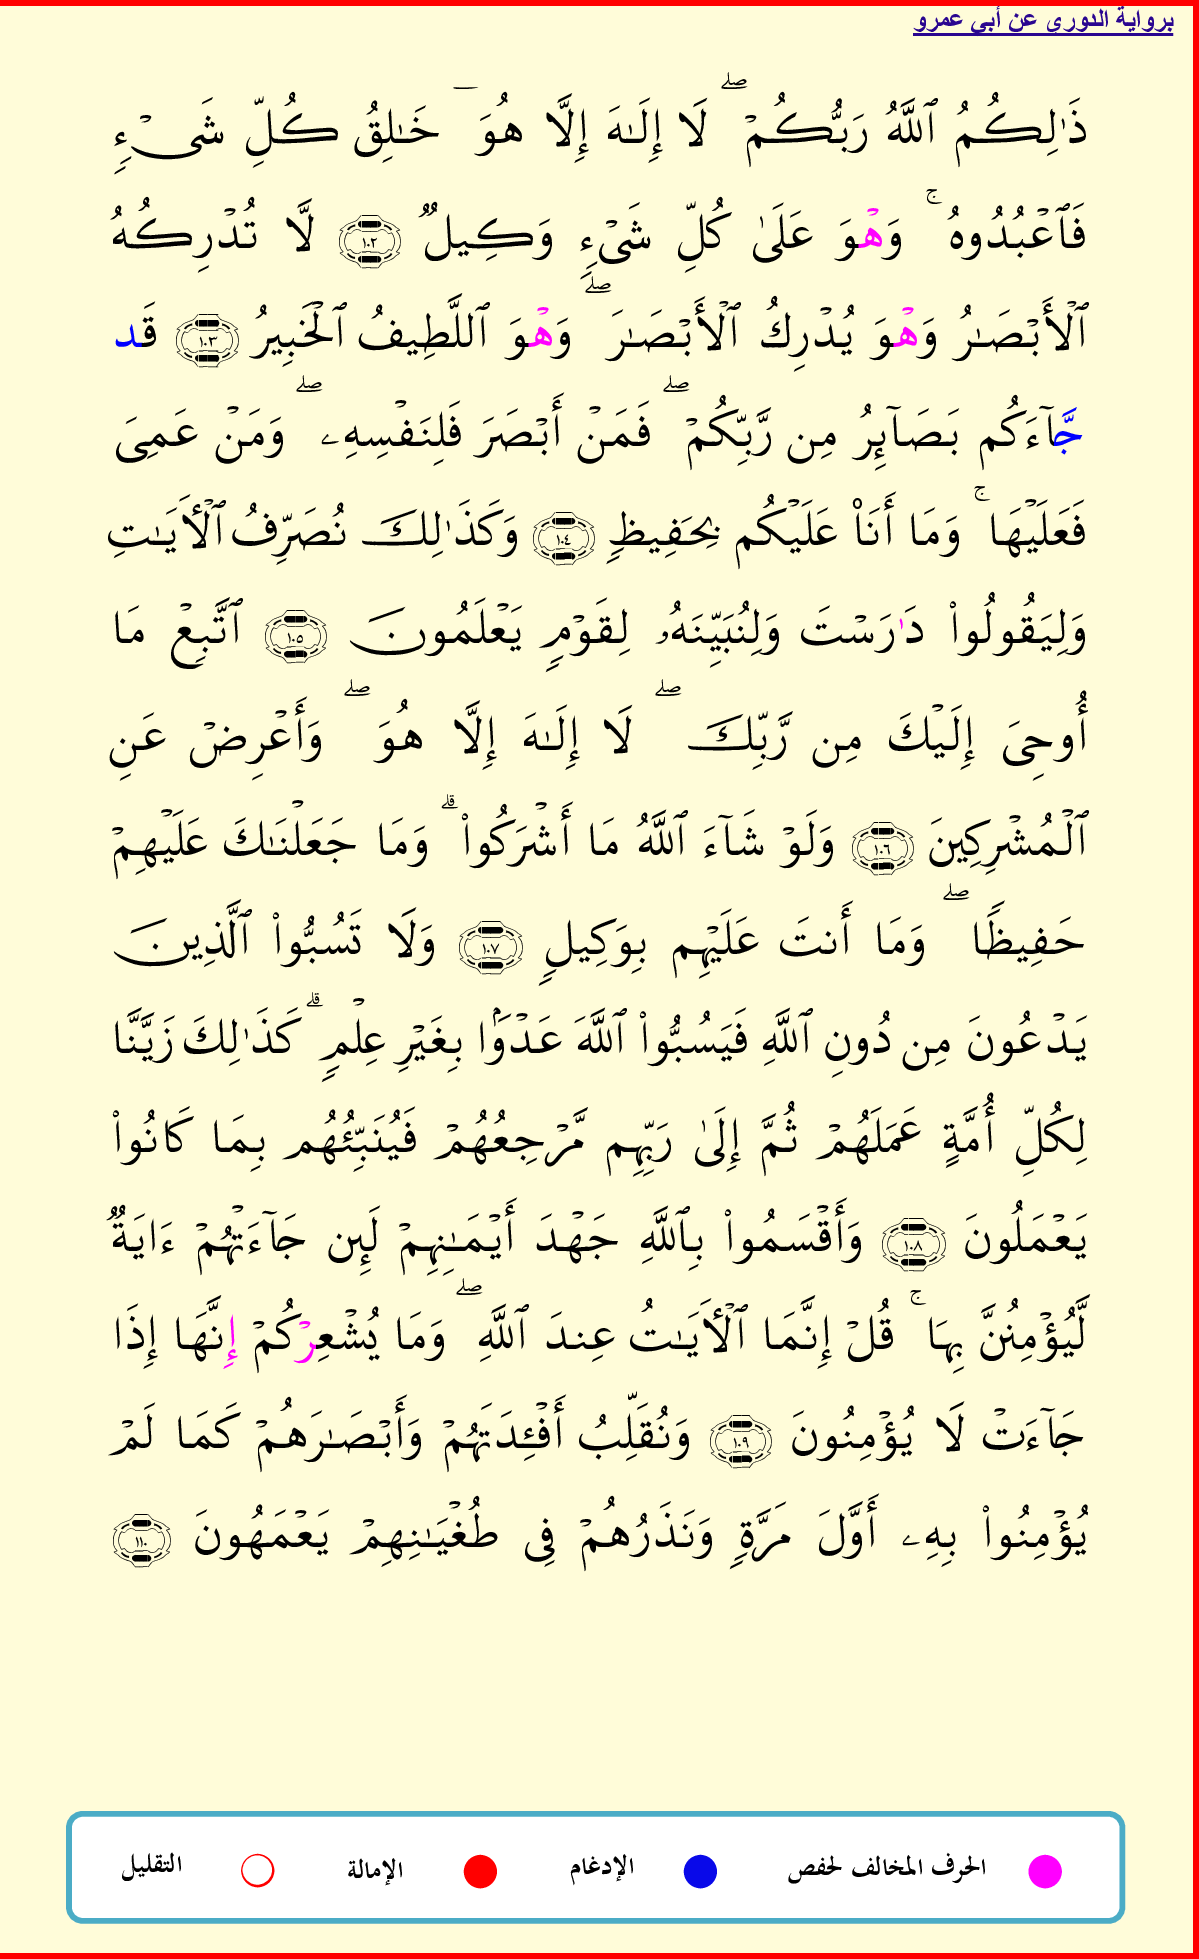 برواية الدوري عن أبي عمرو
ذَٰلِكُمُ ٱللَّهُ رَبُّكُمۡۖ لَا إِلَٰهَ إِلَّا هُوَۖ خَٰلِقُ كُلِّ شَيۡءٖ
فَٱعۡبُدُوهُۚ وَهۡوَ عَلَىٰ كُلِّ شَيۡءٖ وَكِيلٞ ١٠٢ لَّا تُدۡرِكُهُ
ٱلۡأَبۡصَٰرُ وَهۡوَ يُدۡرِكُ ٱلۡأَبۡصَٰرَۖ وَهۡوَ ٱللَّطِيفُ ٱلۡخَبِيرُ ١٠٣ قَد
جَّآءَكُم بَصَآئِرُ مِن رَّبِّكُمۡۖ فَمَنۡ أَبۡصَرَ فَلِنَفۡسِهِۦۖ وَمَنۡ عَمِيَ
فَعَلَيۡهَاۚ وَمَا أَنَا۠ عَلَيۡكُم بِحَفِيظٖ ١٠٤ وَكَذَٰلِكَ نُصَرِّفُ ٱلۡأٓيَٰتِ
وَلِيَقُولُواْ دَٰرَسۡتَ وَلِنُبَيِّنَهُۥ لِقَوۡمٖ يَعۡلَمُونَ ١٠٥ ٱتَّبِعۡ مَا
أُوحِيَ إِلَيۡكَ مِن رَّبِّكَۖ لَا إِلَٰهَ إِلَّا هُوَۖ وَأَعۡرِضۡ عَنِ
ٱلۡمُشۡرِكِينَ ١٠٦ وَلَوۡ شَآءَ ٱللَّهُ مَا أَشۡرَكُواْۗ وَمَا جَعَلۡنَٰكَ عَلَيۡهِمۡ
حَفِيظٗاۖ وَمَا أَنتَ عَلَيۡهِم بِوَكِيلٖ ١٠٧ وَلَا تَسُبُّواْ ٱلَّذِينَ
يَدۡعُونَ مِن دُونِ ٱللَّهِ فَيَسُبُّواْ ٱللَّهَ عَدۡوَۢا بِغَيۡرِ عِلۡمٖۗ كَذَٰلِكَ زَيَّنَّا
لِكُلِّ أُمَّةٍ عَمَلَهُمۡ ثُمَّ إِلَىٰ رَبِّهِم مَّرۡجِعُهُمۡ فَيُنَبِّئُهُم بِمَا كَانُواْ
يَعۡمَلُونَ ١٠٨ وَأَقۡسَمُواْ بِٱللَّهِ جَهۡدَ أَيۡمَٰنِهِمۡ لَئِن جَآءَتۡهُمۡ ءَايَةٞ
لَّيُؤۡمِنُنَّ بِهَاۚ قُلۡ إِنَّمَا ٱلۡأٓيَٰتُ عِندَ ٱللَّهِۖ وَمَا يُشۡعِرۡكُمۡ إِنَّهَا إِذَا
جَآءَتۡ لَا يُؤۡمِنُونَ ١٠٩ وَنُقَلِّبُ أَفۡـِٔدَتَهُمۡ وَأَبۡصَٰرَهُمۡ كَمَا لَمۡ
يُؤۡمِنُواْ بِهِۦ أَوَّلَ مَرَّةٖ وَنَذَرُهُمۡ فِي طُغۡيَٰنِهِمۡ يَعۡمَهُونَ ١١٠
الحرف المخالف لحفص الإدغام الإمالة التقليل